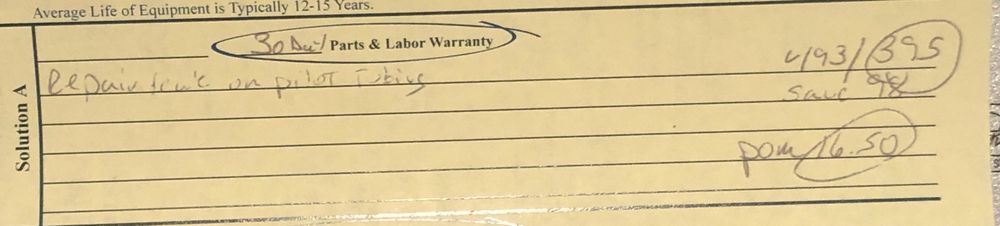 Average Life of Equipment is Typically 12-15 Years.
30 Day Parts & Labor Warranty
493/395
Repair on pilot Tubing
save 98
Solution A
pom 16.50